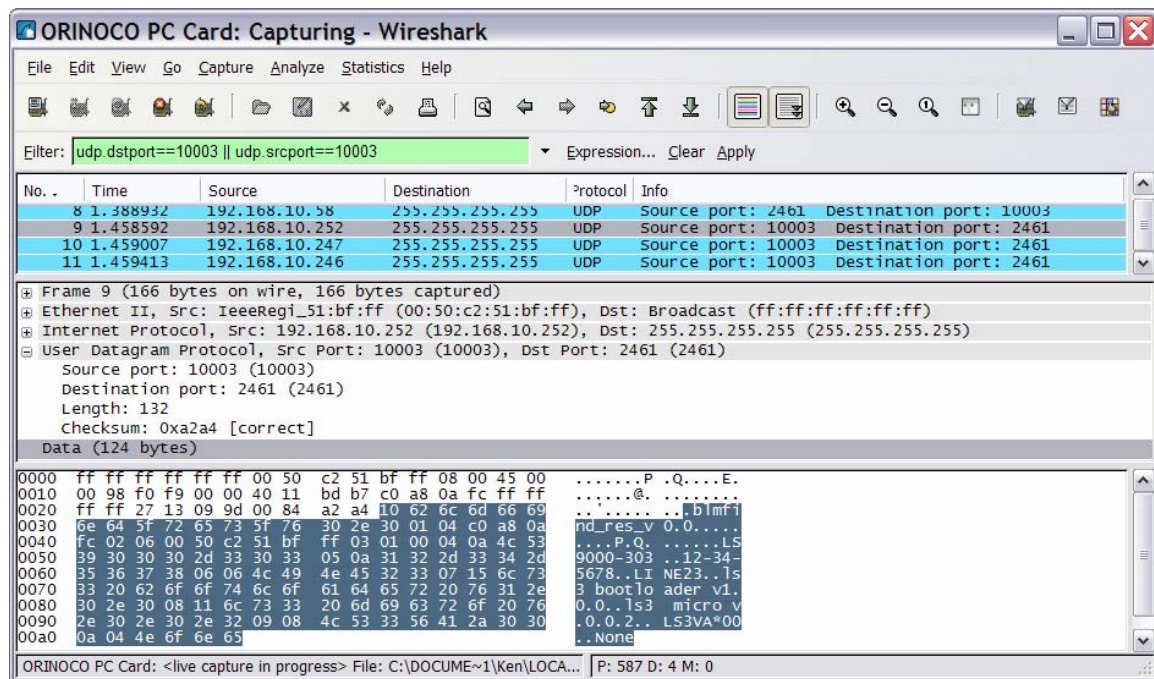 ORINOCO PC Card: Capturing - Wireshark
File Edit View Go Capture Analyze Statistics Help
Filter: udp.dstport==10003 || udp.srcport==10003 Expression... Clear Apply
No. . Time Source Destination Protocol Info
8 1.388932 192.168.10.58 255.255.255.255 UDP Source port: 2461 Destination port: 10003
9 1.458592 192.168.10.252 255.255.255.255 UDP Source port: 10003 Destination port: 2461
10 1.459007 192.168.10.247 255.255.255.255 UDP Source port: 10003 Destination port: 2461
11 1.459413 192.168.10.246 255.255.255.255 UDP Source port: 10003 Destination port: 2461
Frame 9 (166 bytes on wire, 166 bytes captured)
Ethernet II, Src: IeeeRegi_51:bf:ff (00:50:c2:51:bf:ff), Dst: Broadcast (ff:ff:ff:ff:ff:ff)
Internet Protocol, Src: 192.168.10.252 (192.168.10.252), Dst: 255.255.255.255 (255.255.255.255)
User Datagram Protocol, Src Port: 10003 (10003), Dst Port: 2461 (2461)
Source port: 10003 (10003)
Destination port: 2461 (2461)
Length: 132
Checksum: 0xa2a4 [correct]
Data (124 bytes)
0000 ff ff ff ff ff ff 00 50 c2 51 bf ff 08 00 45 00 .......P .Q....E.
0010 00 98 f0 f9 00 00 40 11 bd b7 c0 a8 0a fc ff ff ......@. ........
0020 ff ff 27 13 09 9d 00 84 a2 a4 10 62 6c 6d 66 69 ..'..... ...blmfi
0030 6e 64 5f 72 65 73 5f 76 30 2e 30 01 04 c0 a8 0a nd_res_v 0.0.....
0040 fc 02 06 00 50 c2 51 bf ff 03 01 00 04 0a 4c 53 ....P.Q. ......LS
0050 39 30 30 30 2d 33 30 33 05 0a 31 32 2d 33 34 2d 9000-303 ..12-34-
0060 35 36 37 38 06 06 4c 49 4e 45 32 33 07 15 6c 73 5678..LI NE23..ls
0070 33 20 62 6f 6f 74 6c 6f 61 64 65 72 20 76 31 2e 3 bootlo ader v1.
0080 30 2e 30 08 11 6c 73 33 20 6d 69 63 72 6f 20 76 0.0..ls3 micro v
0090 2e 30 2e 30 2e 32 09 08 4c 53 33 56 41 2a 30 30 .0.0.2.. LS3VA*00
00a0 0a 04 4e 6f 6e 65 ..None
ORINOCO PC Card: <live capture in progress> File: C:\DOCUME~1\Ken\LOCA... P: 587 D: 4 M: 0